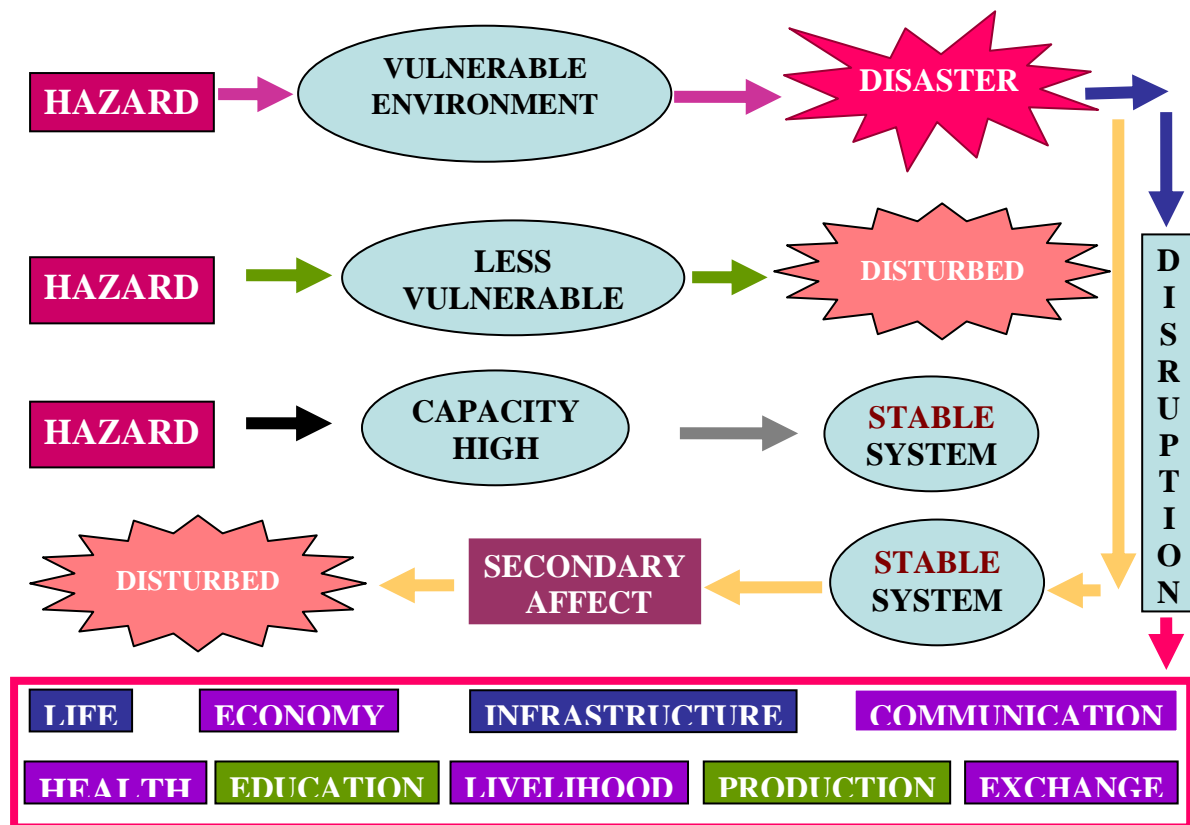 HAZARD
VULNERABLE
ENVIRONMENT
DISASTER
HAZARD
LESS
VULNERABLE
DISTURBED
HAZARD
CAPACITY
HIGH
STABLE
SYSTEM
DISRUPTION
DISTURBED
SECONDARY
AFFECT
STABLE
SYSTEM
LIFE
ECONOMY
INFRASTRUCTURE
COMMUNICATION
HEALTH
EDUCATION
LIVELIHOOD
PRODUCTION
EXCHANGE